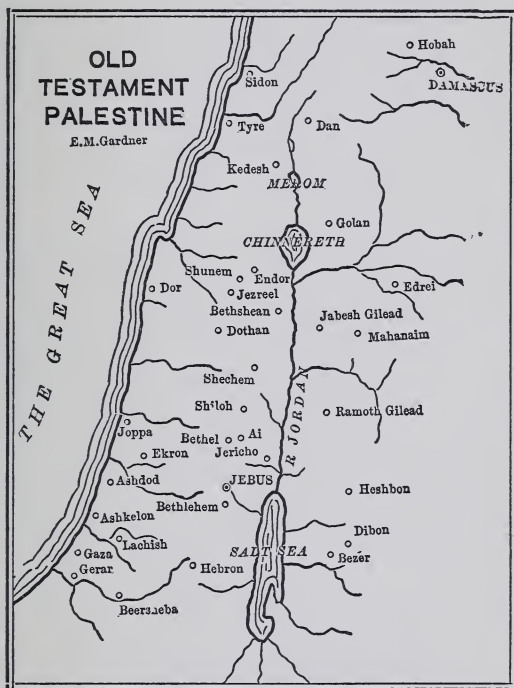 OLD
TESTAMENT
PALESTINE
E.M.Gardner
Hobah
DAMASCUS
Sidon
Tyre
Dan
Kedesh
MEROM
THE GREAT SEA
Golan
CHINNERETH
Shunem
Endor
Dor
Jezreel
Edrei
Bethshean
Jabesh Gilead
Dothan
Mahanaim
Shechem
R JORDAN
Shiloh
Ramoth Gilead
Joppa
Bethel
Ai
Ekron
Jericho
Ashdod
JEBUS
Heshbon
Bethlehem
Ashkelon
Dibon
Lachish
SALT SEA
Gaza
Bezer
Gerar
Hebron
Beersheba